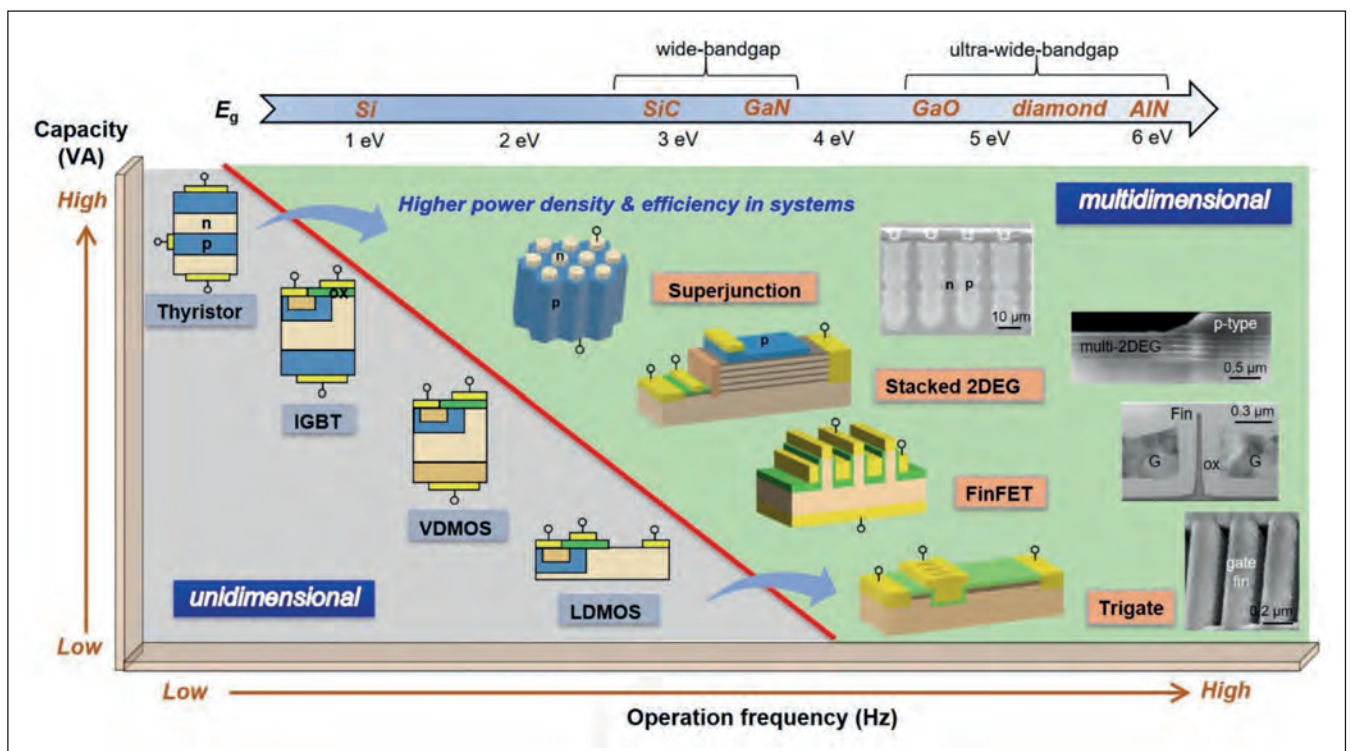 wide-bandgap
ultra-wide-bandgap
Eg
Si
SiC
GaN
GaO
diamond
AlN
1 eV
2 eV
3 eV
4 eV
5 eV
6 eV
Capacity
(VA)
High
Low
Higher power density & efficiency in systems
multidimensional
n
p
Thyristor
ox
IGBT
VDMOS
LDMOS
unidimensional
n
p
Superjunction
n p
10 μm
p
Stacked 2DEG
p-type
multi-2DEG
0.5 μm
FinFET
Fin
0.3 μm
G
ox
G
Trigate
gate
fin
0.2 μm
Low
High
Operation frequency (Hz)